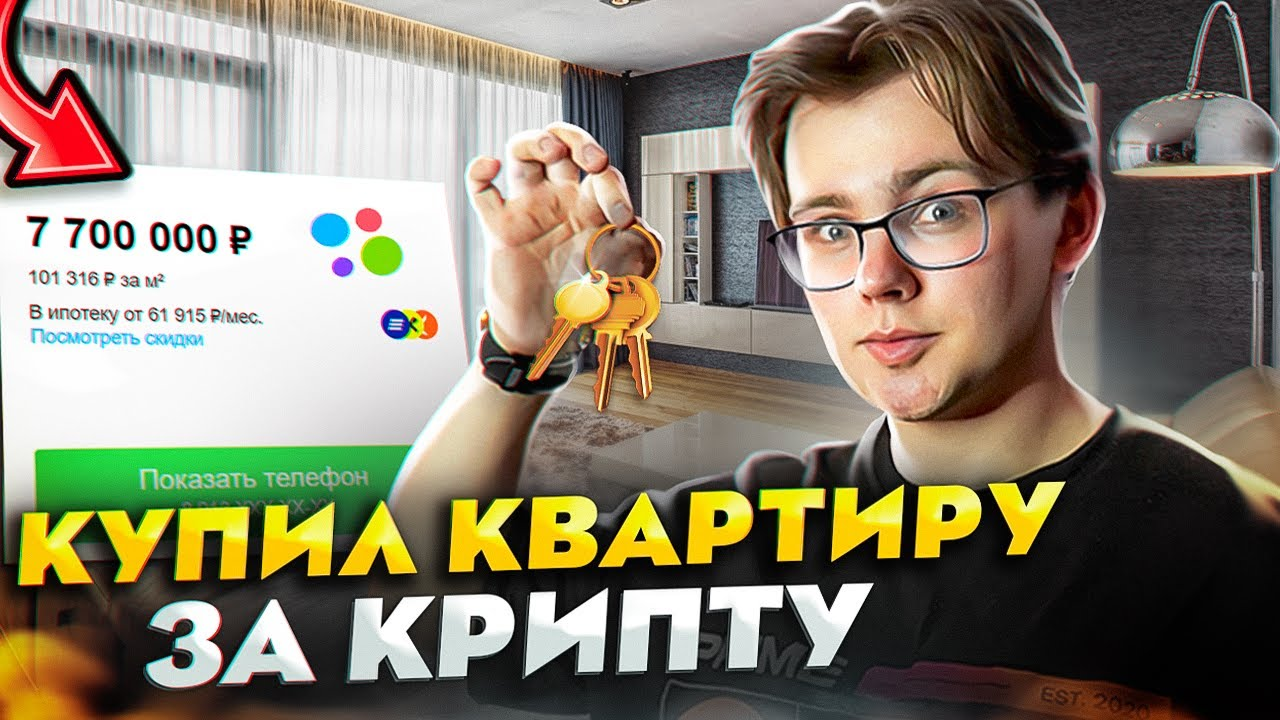 7 700 000 ₽
101 316 ₽ за м²
В ипотеку от 61 915 ₽/мес.
Посмотреть скидки
Показать телефон
КУПИЛ КВАРТИРУ
ЗА КРИПТУ
EST. 2020